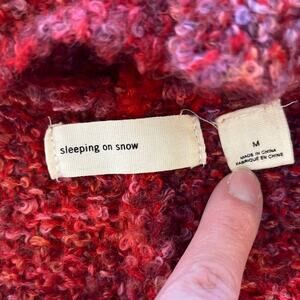 sleeping on snow
M
MADE IN CHINA
FABRIQUÉ EN CHINE